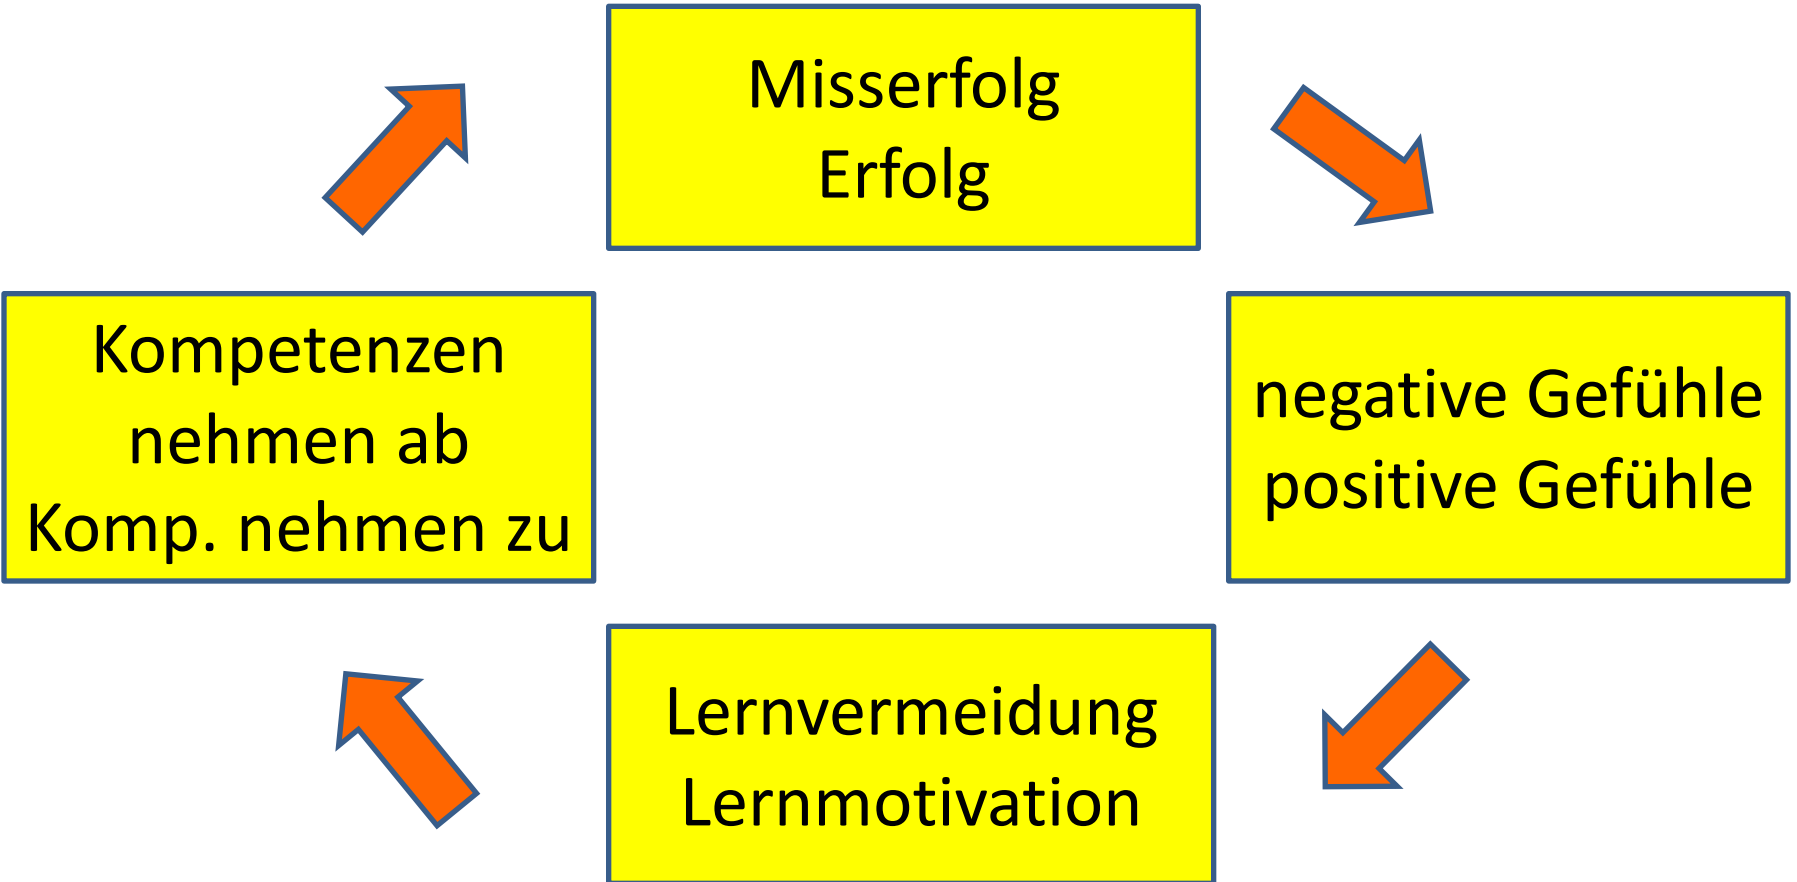 Misserfolg
Erfolg
Kompetenzen
nehmen ab
Komp. nehmen zu
negative Gefühle
positive Gefühle
Lernvermeidung
Lernmotivation